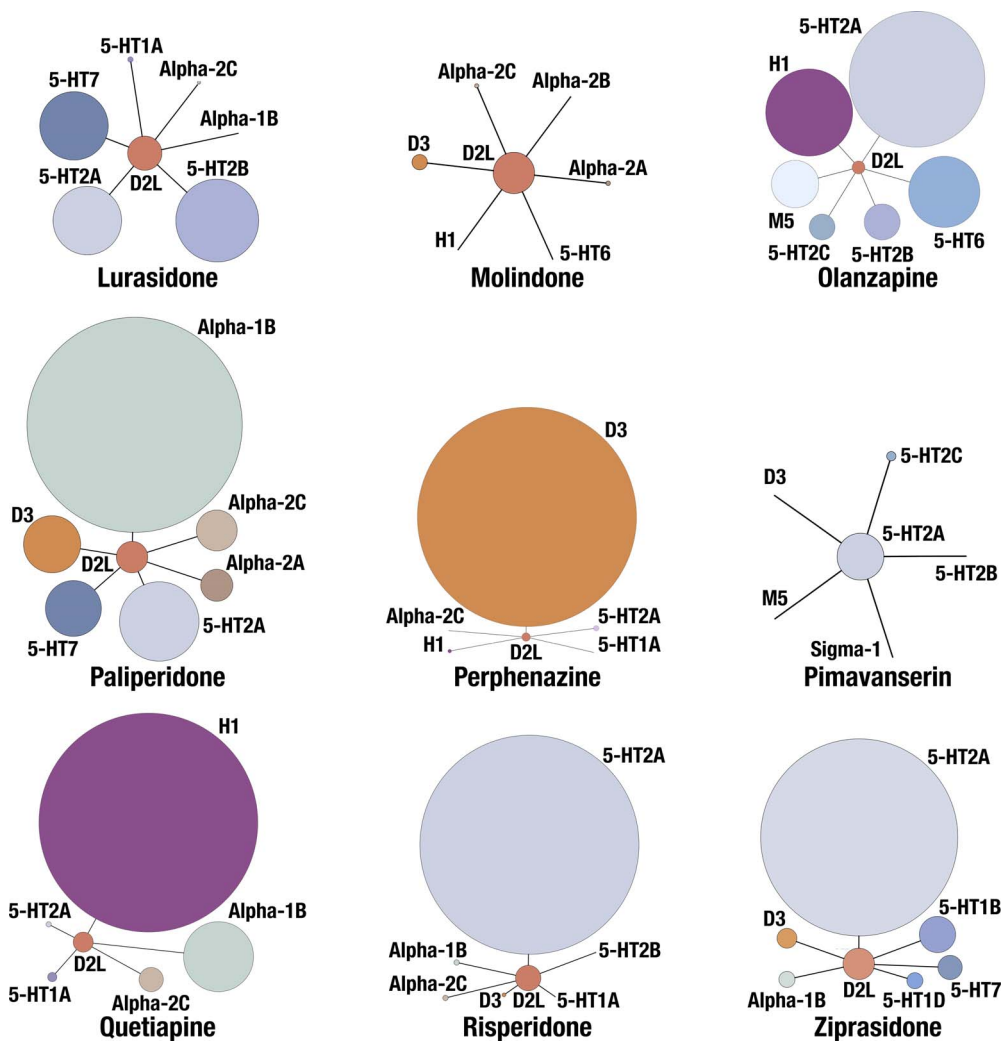 5-HT1A
Alpha-2C
5-HT7
Alpha-1B
5-HT2A
D2L
5-HT2B
Lurasidone
Alpha-2C
Alpha-2B
D3
D2L
Alpha-2A
H1
5-HT6
Molindone
5-HT2A
H1
D2L
M5
5-HT2C
5-HT2B
5-HT6
Olanzapine
Alpha-1B
D3
Alpha-2C
D2L
Alpha-2A
5-HT7
5-HT2A
Paliperidone
D3
Alpha-2C
5-HT2A
H1
D2L
5-HT1A
Perphenazine
5-HT2C
D3
5-HT2A
5-HT2B
M5
Sigma-1
Pimavanserin
H1
5-HT2A
Alpha-1B
D2L
5-HT1A
Alpha-2C
Quetiapine
5-HT2A
Alpha-1B
5-HT2B
Alpha-2C
D3
D2L
5-HT1A
Risperidone
5-HT2A
5-HT1B
D3
Alpha-1B
D2L
5-HT1D
5-HT7
Ziprasidone